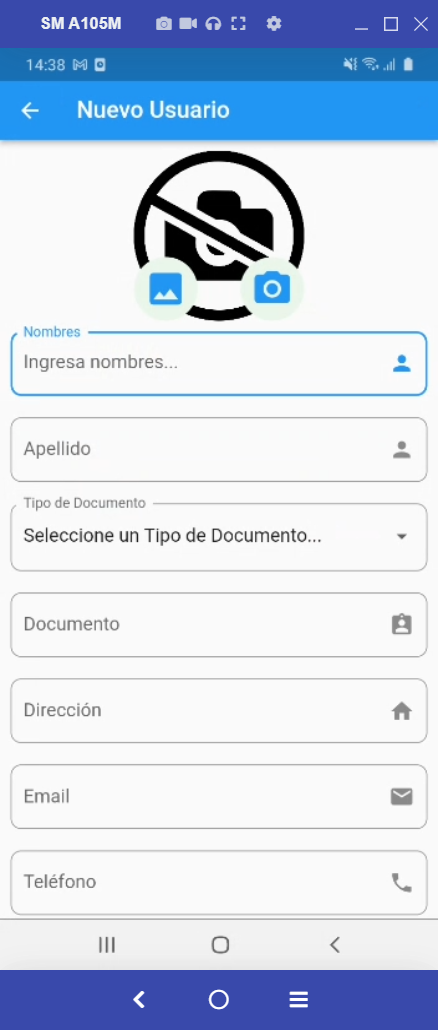 SM A105M
14:38
Nuevo Usuario
Nombres
Ingresa nombres...
Apellido
Tipo de Documento
Seleccione un Tipo de Documento...
Documento
Dirección
Email
Teléfono